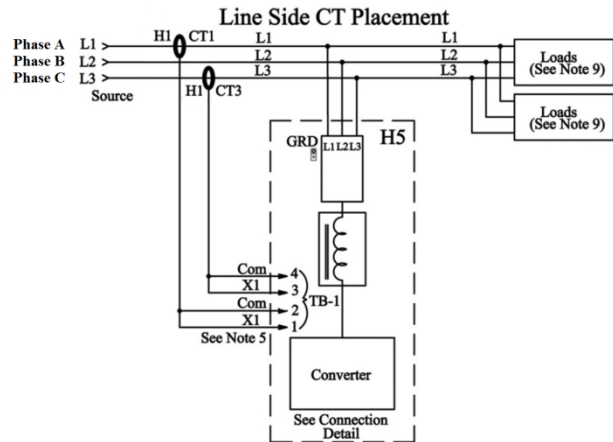 Line Side CT Placement
Phase A L1 H1 CT1 L1 L1
Phase B L2 L2 L2
Phase C L3 H1 CT3 L3 L3
Source
Loads
(See Note 9)
Loads
(See Note 9)
GRD L1 L2 L3 H5
Com 4
X1 3
TB-1
Com 2
X1 1
See Note 5
Converter
See Connection
Detail